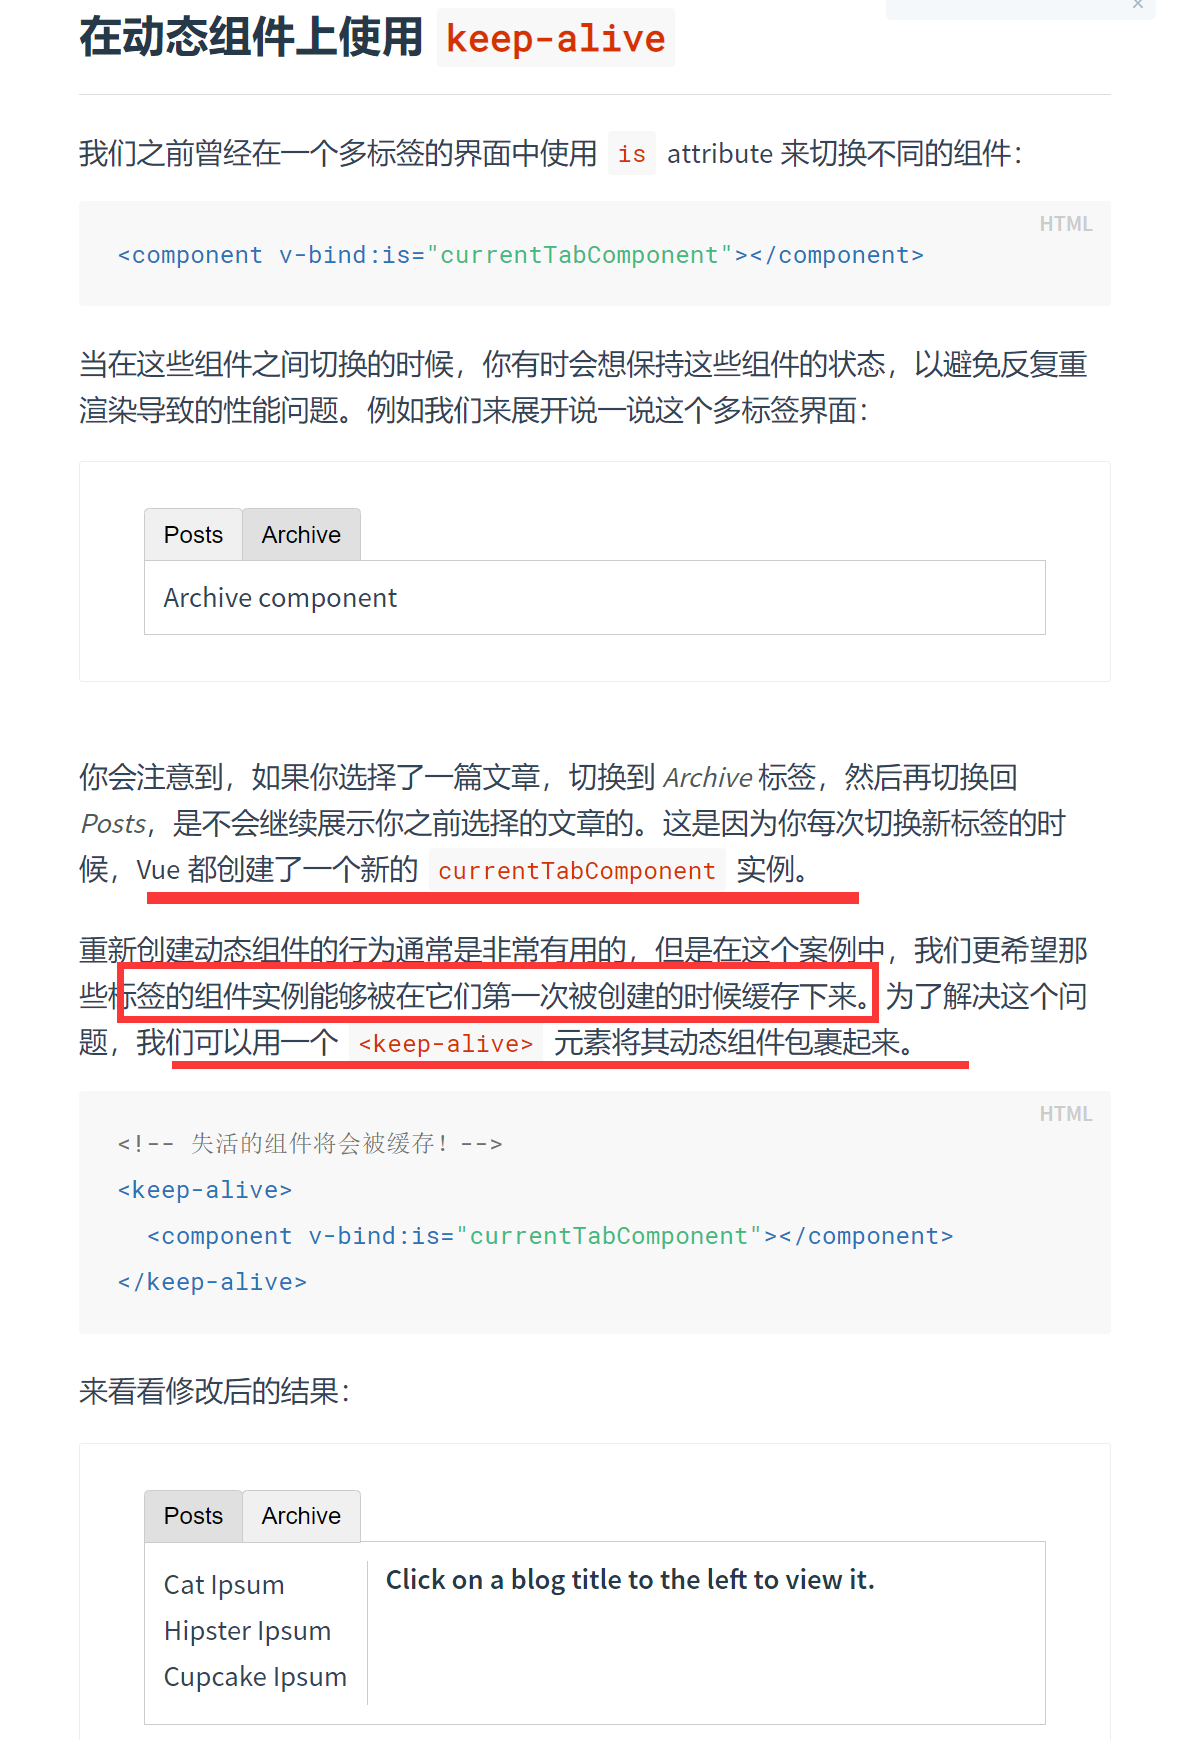 在动态组件上使用 keep-alive
我们之前曾经在一个多标签的界面中使用 is attribute 来切换不同的组件：
HTML
<component v-bind:is="currentTabComponent"></component>
当在这些组件之间切换的时候，你有时会想保持这些组件的状态，以避免反复重
渲染导致的性能问题。例如我们来展开说一说这个多标签界面：
Posts Archive
Archive component
你会注意到，如果你选择了一篇文章，切换到 Archive 标签，然后再切换回
Posts，是不会继续展示你之前选择的文章的。这是因为你每次切换新标签的时
候，Vue 都创建了一个新的 currentTabComponent 实例。
重新创建动态组件的行为通常是非常有用的，但是在这个案例中，我们更希望那
些标签的组件实例能够被在它们第一次被创建的时候缓存下来。为了解决这个问
题，我们可以用一个 <keep-alive> 元素将其动态组件包裹起来。
HTML
<!-- 失活的组件将会被缓存！-->
<keep-alive>
  <component v-bind:is="currentTabComponent"></component>
</keep-alive>
来看看修改后的结果：
Posts Archive
Cat Ipsum
Hipster Ipsum
Cupcake Ipsum
Click on a blog title to the left to view it.